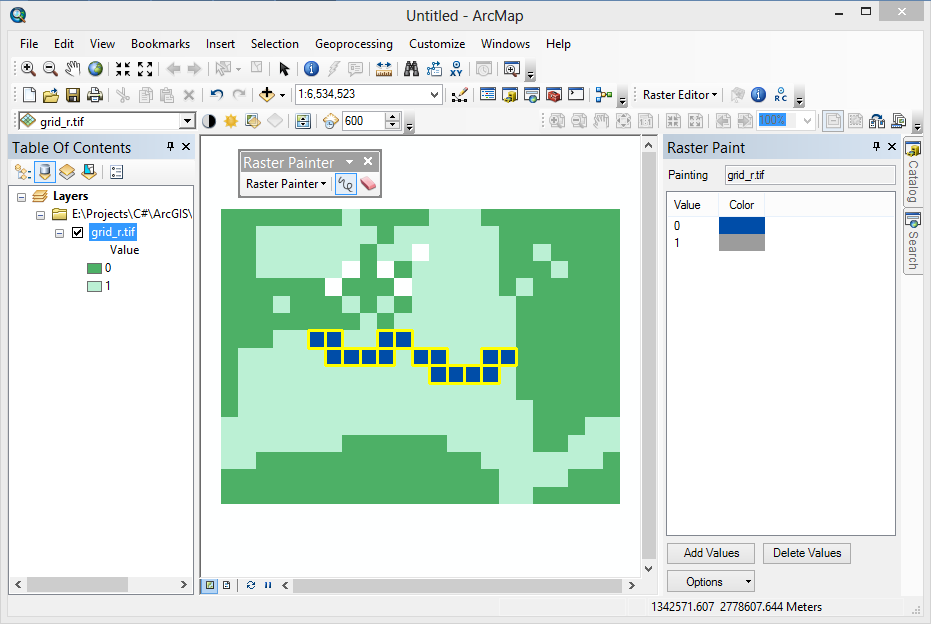 Untitled - ArcMap
File Edit View Bookmarks Insert Selection Geoprocessing Customize Windows Help
XY
1:6,534,523
Raster Editor
R C
grid_r.tif
600
1:1
100%
Table Of Contents
Layers
E:\Projects\C#\ArcGIS\
grid_r.tif
Value
0
1
Raster Painter
Raster Painter
Raster Paint
Painting grid_r.tif
Value Color
0
1
Add Values Delete Values
Options
Catalog
Search
1342571.607 2778607.644 Meters